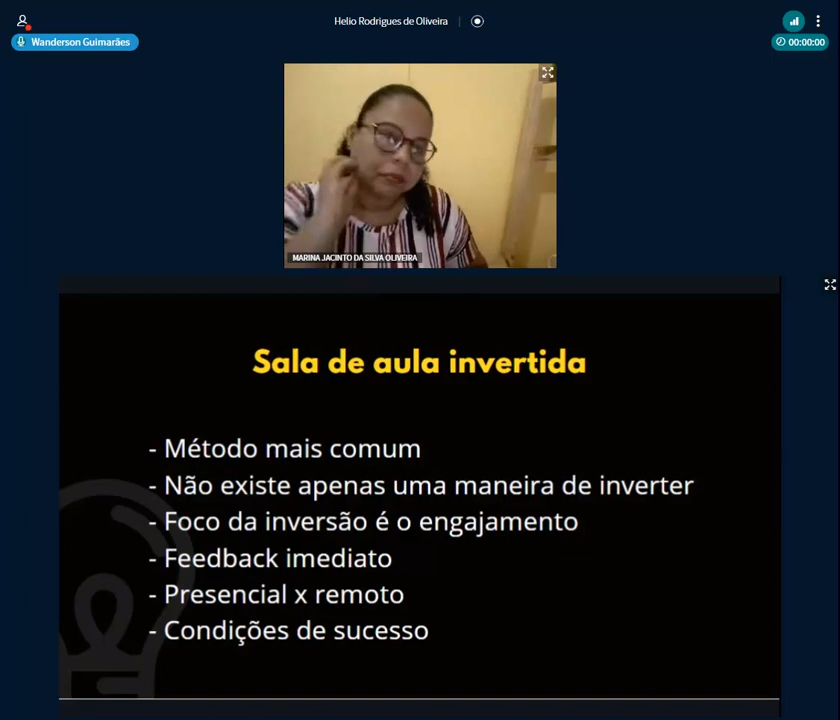 Helio Rodrigues de Oliveira
Wanderson Guimarães
00:00:00
MARINA JACINTO DA SILVA OLIVEIRA
Sala de aula invertida
- Método mais comum
- Não existe apenas uma maneira de inverter
- Foco da inversão é o engajamento
- Feedback imediato
- Presencial x remoto
- Condições de sucesso